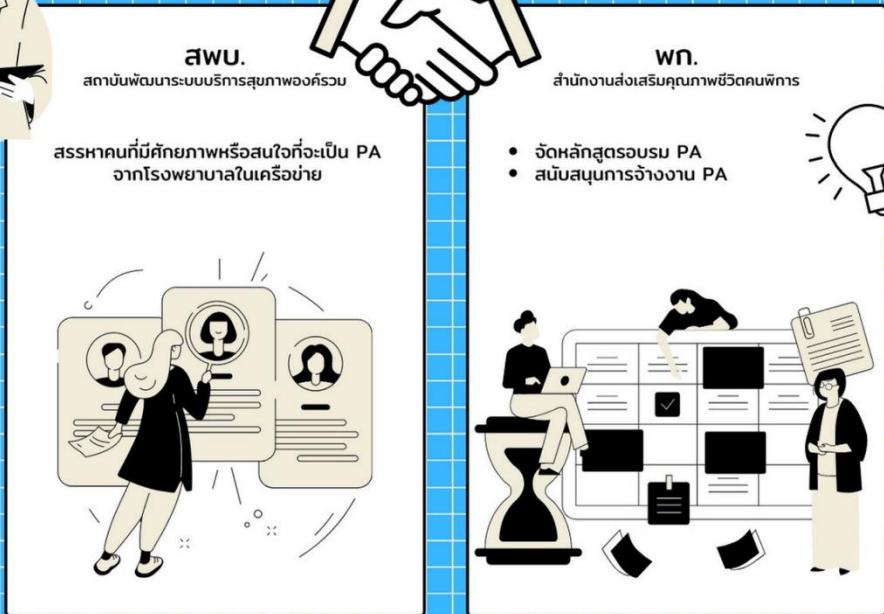 สพบ.
สถาบันพัฒนาระบบบริการสุขภาพองค์รวม
สรรหาคนที่มีศักยภาพหรือสนใจที่จะเป็น PA
จากโรงพยาบาลในเครือข่าย
พก.
สำนักงานส่งเสริมคุณภาพชีวิตคนพิการ
• จัดหลักสูตรอบรม PA
• สนับสนุนการจ้างงาน PA